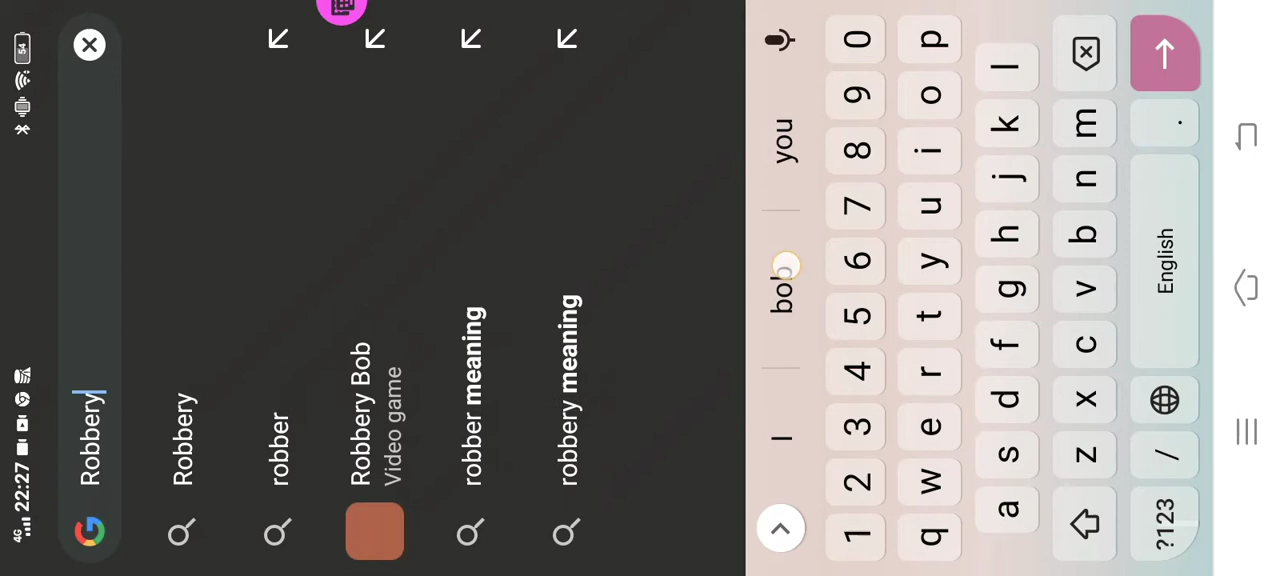 4G 22:27 54
Robbery
Robbery
robber
Robbery Bob
Video game
robber meaning
robbery meaning
I bob you
1 2 3 4 5 6 7 8 9 0
q w e r t y u i o p
a s d f g h j k l
z x c v b n m
?123 / English .